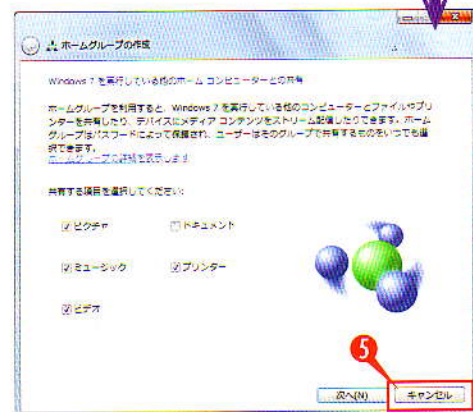 ホームグループの作成
Windows 7 を実行している他のホーム コンピューターとの共有
ホームグループを利用すると、Windows 7 を実行している他のコンピューターとファイルやプリ
ンターを共有したり、デバイスにメディア コンテンツをストリーム配信したりできます。ホーム
グループはパスワードによって保護され、ユーザーはそのグループで共有するものをいつでも選
択できます。
ホームグループの詳細を表示します
共有する項目を選択してください:
ピクチャ
ドキュメント
ミュージック
プリンター
ビデオ
5
次へ(N)
キャンセル